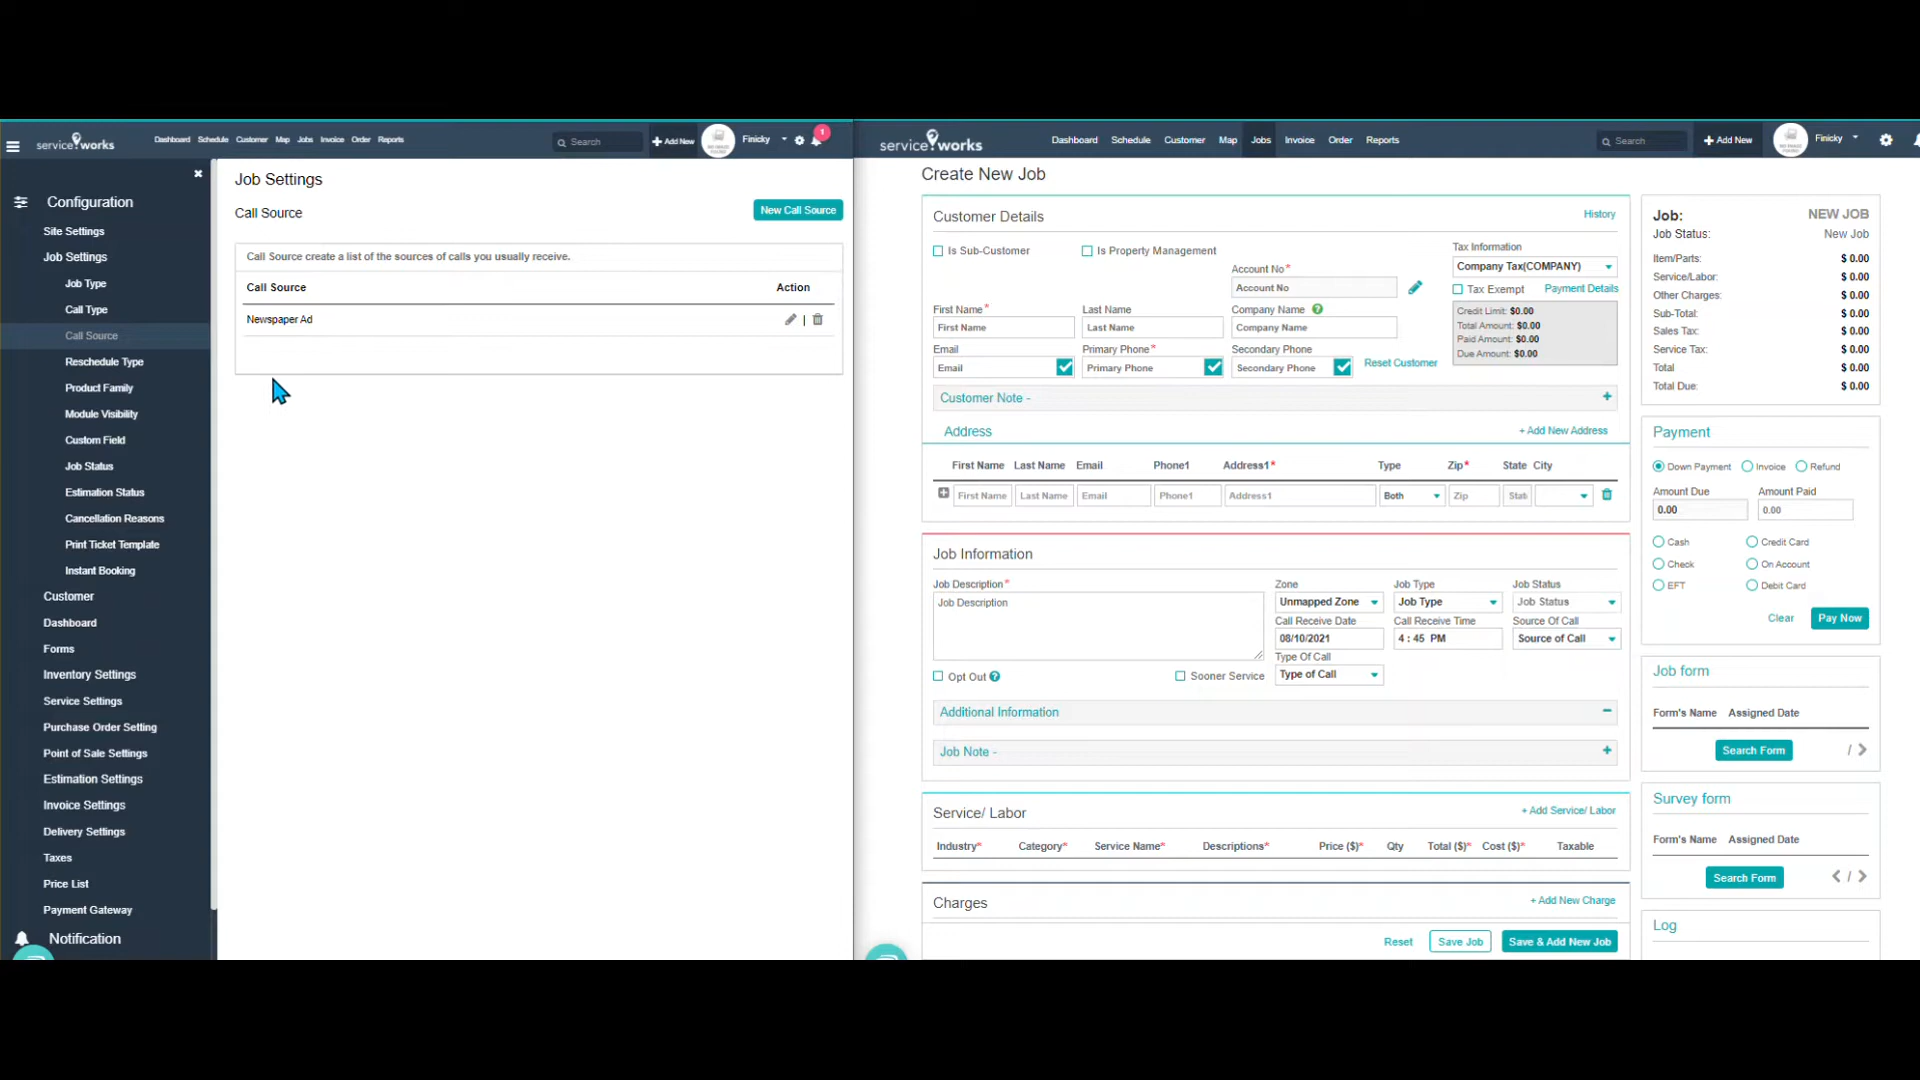 service works
Dashboard Schedule Customer Map Jobs Invoice Order Reports
Search
+ Add New
Finicky
1
Configuration
Site Settings
Job Settings
Job Type
Call Type
Call Source
Reschedule Type
Product Family
Module Visibility
Custom Field
Job Status
Estimation Status
Cancellation Reasons
Print Ticket Template
Instant Booking
Customer
Dashboard
Forms
Inventory Settings
Service Settings
Purchase Order Setting
Point of Sale Settings
Estimation Settings
Invoice Settings
Delivery Settings
Taxes
Price List
Payment Gateway
Notification
Job Settings
Call Source
New Call Source
Call Source create a list of the sources of calls you usually receive.
Call Source Action
Newspaper Ad |
service works
Dashboard Schedule Customer Map Jobs Invoice Order Reports
Search
+ Add New
Finicky
Create New Job
Customer Details History
Is Sub-Customer Is Property Management
Tax Information
Company Tax(COMPANY)
Account No*
Account No
Tax Exempt Payment Details
First Name* Last Name Company Name ?
First Name Last Name Company Name
Credit Limit: $0.00
Total Amount: $0.00
Paid Amount: $0.00
Due Amount: $0.00
Email Primary Phone* Secondary Phone
Email Primary Phone Secondary Phone Reset Customer
Customer Note - +
Address + Add New Address
First Name Last Name Email Phone1 Address1* Type Zip* State City
First Name Last Name Email Phone1 Address1 Both Zip Stat
Job Information
Job Description* Zone Job Type Job Status
Job Description Unmapped Zone Job Type Job Status
Call Receive Date Call Receive Time Source Of Call
08/10/2021 4 : 45 PM Source of Call
Type Of Call
Opt Out ? Sooner Service Type of Call
Additional Information −
Job Note - +
Service/ Labor + Add Service/ Labor
Industry* Category* Service Name* Descriptions* Price ($)* Qty Total ($)* Cost ($)* Taxable
Charges + Add New Charge
Reset Save Job Save & Add New Job
Job: NEW JOB
Job Status: New Job
Item/Parts: $ 0.00
Service/Labor: $ 0.00
Other Charges: $ 0.00
Sub-Total: $ 0.00
Sales Tax: $ 0.00
Service Tax: $ 0.00
Total $ 0.00
Total Due: $ 0.00
Payment
Down Payment Invoice Refund
Amount Due Amount Paid
0.00 0.00
Cash Credit Card
Check On Account
EFT Debit Card
Clear Pay Now
Job form
Form's Name Assigned Date
Search Form / >
Survey form
Form's Name Assigned Date
Search Form < / >
Log